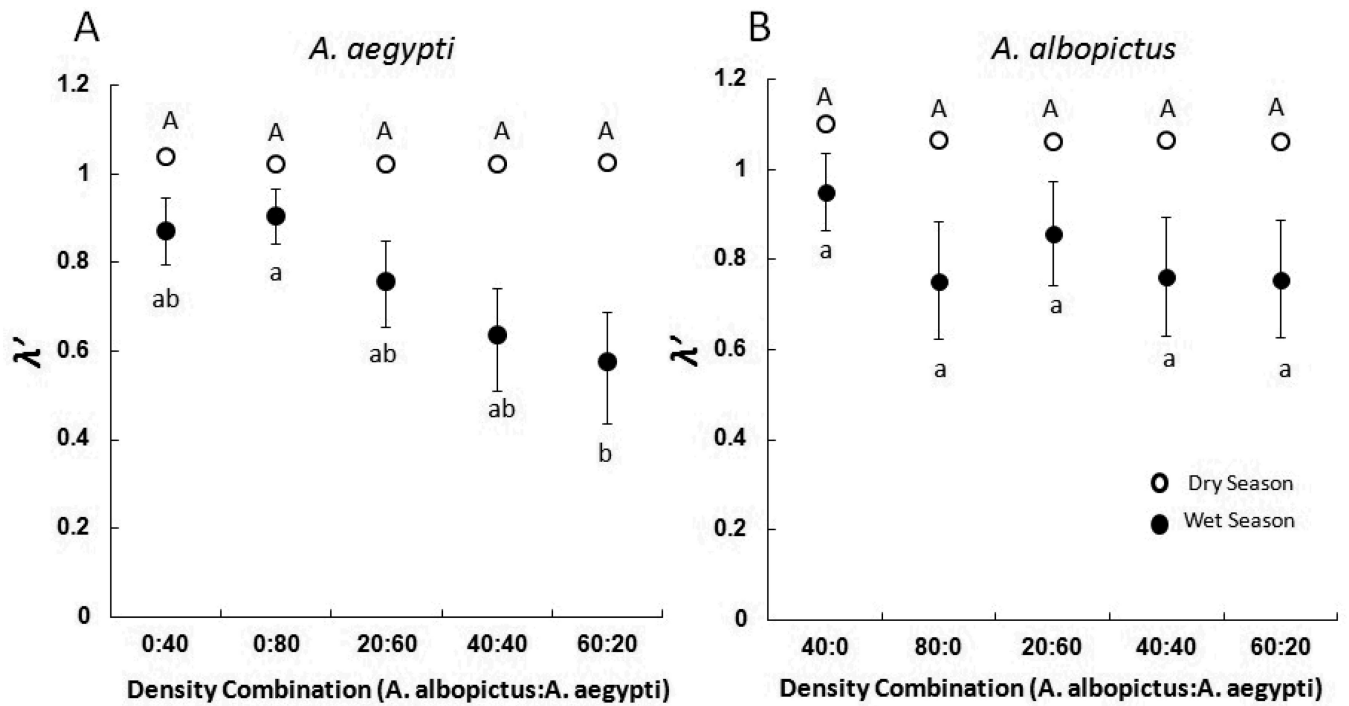 A
A. aegypti
1.2
1
0.8
0.6
0.4
0.2
0
λ′
A A A A A
ab a ab ab b
0:40 0:80 20:60 40:40 60:20
Density Combination (A. albopictus:A. aegypti)
B
A. albopictus
1.2
1
0.8
0.6
0.4
0.2
0
λ′
A A A A A
a a a a a
Dry Season
Wet Season
40:0 80:0 20:60 40:40 60:20
Density Combination (A. albopictus:A. aegypti)